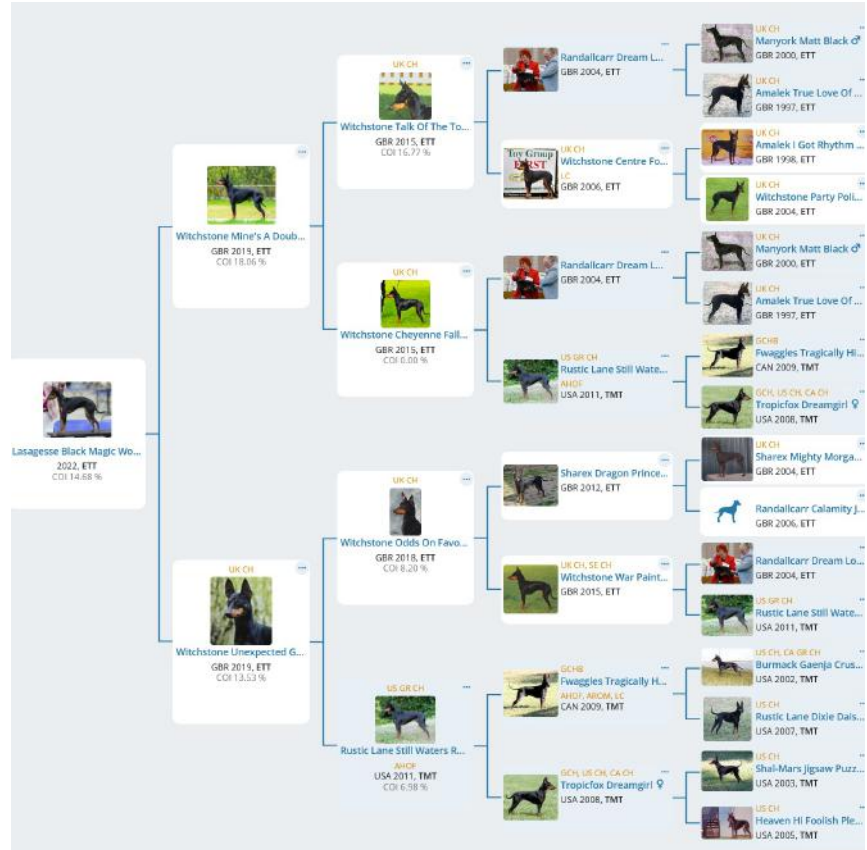 Lasagesse Black Magic Wo...
2022, ETT
COI 14.68 %
Witchstone Mine's A Doub...
GBR 2019, ETT
COI 18.06 %
UK CH
Witchstone Unexpected G...
GBR 2019, ETT
COI 13.53 %
UK CH
Witchstone Talk Of The To...
GBR 2015, ETT
COI 16.77 %
UK CH
Witchstone Cheyenne Fall...
GBR 2015, ETT
COI 0.00 %
UK CH
Witchstone Odds On Favo...
GBR 2018, ETT
COI 8.20 %
US GR CH
Rustic Lane Still Waters R...
AHOF
USA 2011, TMT
COI 6.98 %
Randallcarr Dream L...
GBR 2004, ETT
Toy Group
FIRST
UK CH
Witchstone Centre Fo...
LC
GBR 2006, ETT
Randallcarr Dream L...
GBR 2004, ETT
US GR CH
Rustic Lane Still Wate...
AHOF
USA 2011, TMT
Sharex Dragon Prince...
GBR 2012, ETT
UK CH, SE CH
Witchstone War Paint...
GBR 2015, ETT
GCHB
Fwaggles Tragically H...
AHOF, AROM, LC
CAN 2009, TMT
GCH, US CH, CA CH
Tropicfox Dreamgirl ♀
USA 2008, TMT
UK CH
Manyork Matt Black ♂
GBR 2000, ETT
UK CH
Amalek True Love Of ...
GBR 1997, ETT
UK CH
Amalek I Got Rhythm ...
GBR 1998, ETT
UK CH
Witchstone Party Poli...
GBR 2004, ETT
UK CH
Manyork Matt Black ♂
GBR 2000, ETT
UK CH
Amalek True Love Of ...
GBR 1997, ETT
GCHB
Fwaggles Tragically Hi...
CAN 2009, TMT
GCH, US CH, CA CH
Tropicfox Dreamgirl ♀
USA 2008, TMT
UK CH
Sharex Mighty Morga...
GBR 2004, ETT
Randallcarr Calamity J...
GBR 2006, ETT
Randallcarr Dream Lo...
GBR 2004, ETT
US GR CH
Rustic Lane Still Wate...
USA 2011, TMT
US CH, CA GR CH
Burmack Gaenja Crus...
USA 2002, TMT
US CH
Rustic Lane Dixie Dais...
USA 2007, TMT
US CH
Shal-Mars Jigsaw Puzz...
USA 2003, TMT
US CH
Heaven Hi Foolish Ple...
USA 2005, TMT